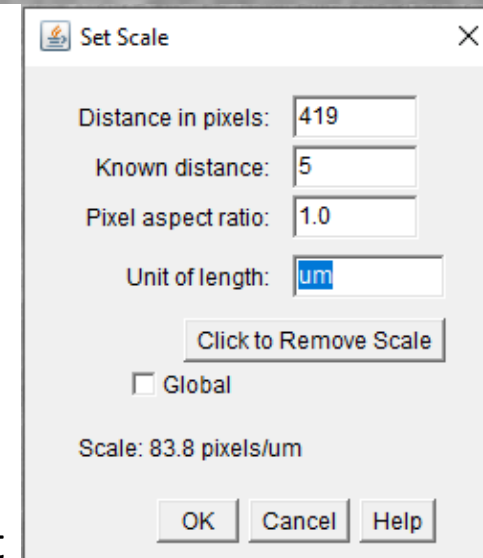 Set Scale
Distance in pixels: 419
Known distance: 5
Pixel aspect ratio: 1.0
Unit of length: um
Click to Remove Scale
Global
Scale: 83.8 pixels/um
OK Cancel Help